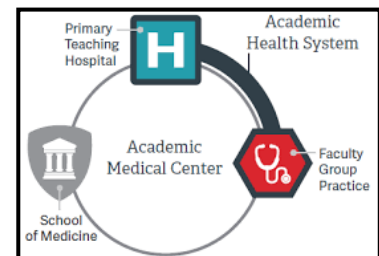 Primary
Teaching
Hospital
H
Academic
Health System
Academic
Medical Center
Faculty
Group
Practice
School
of Medicine